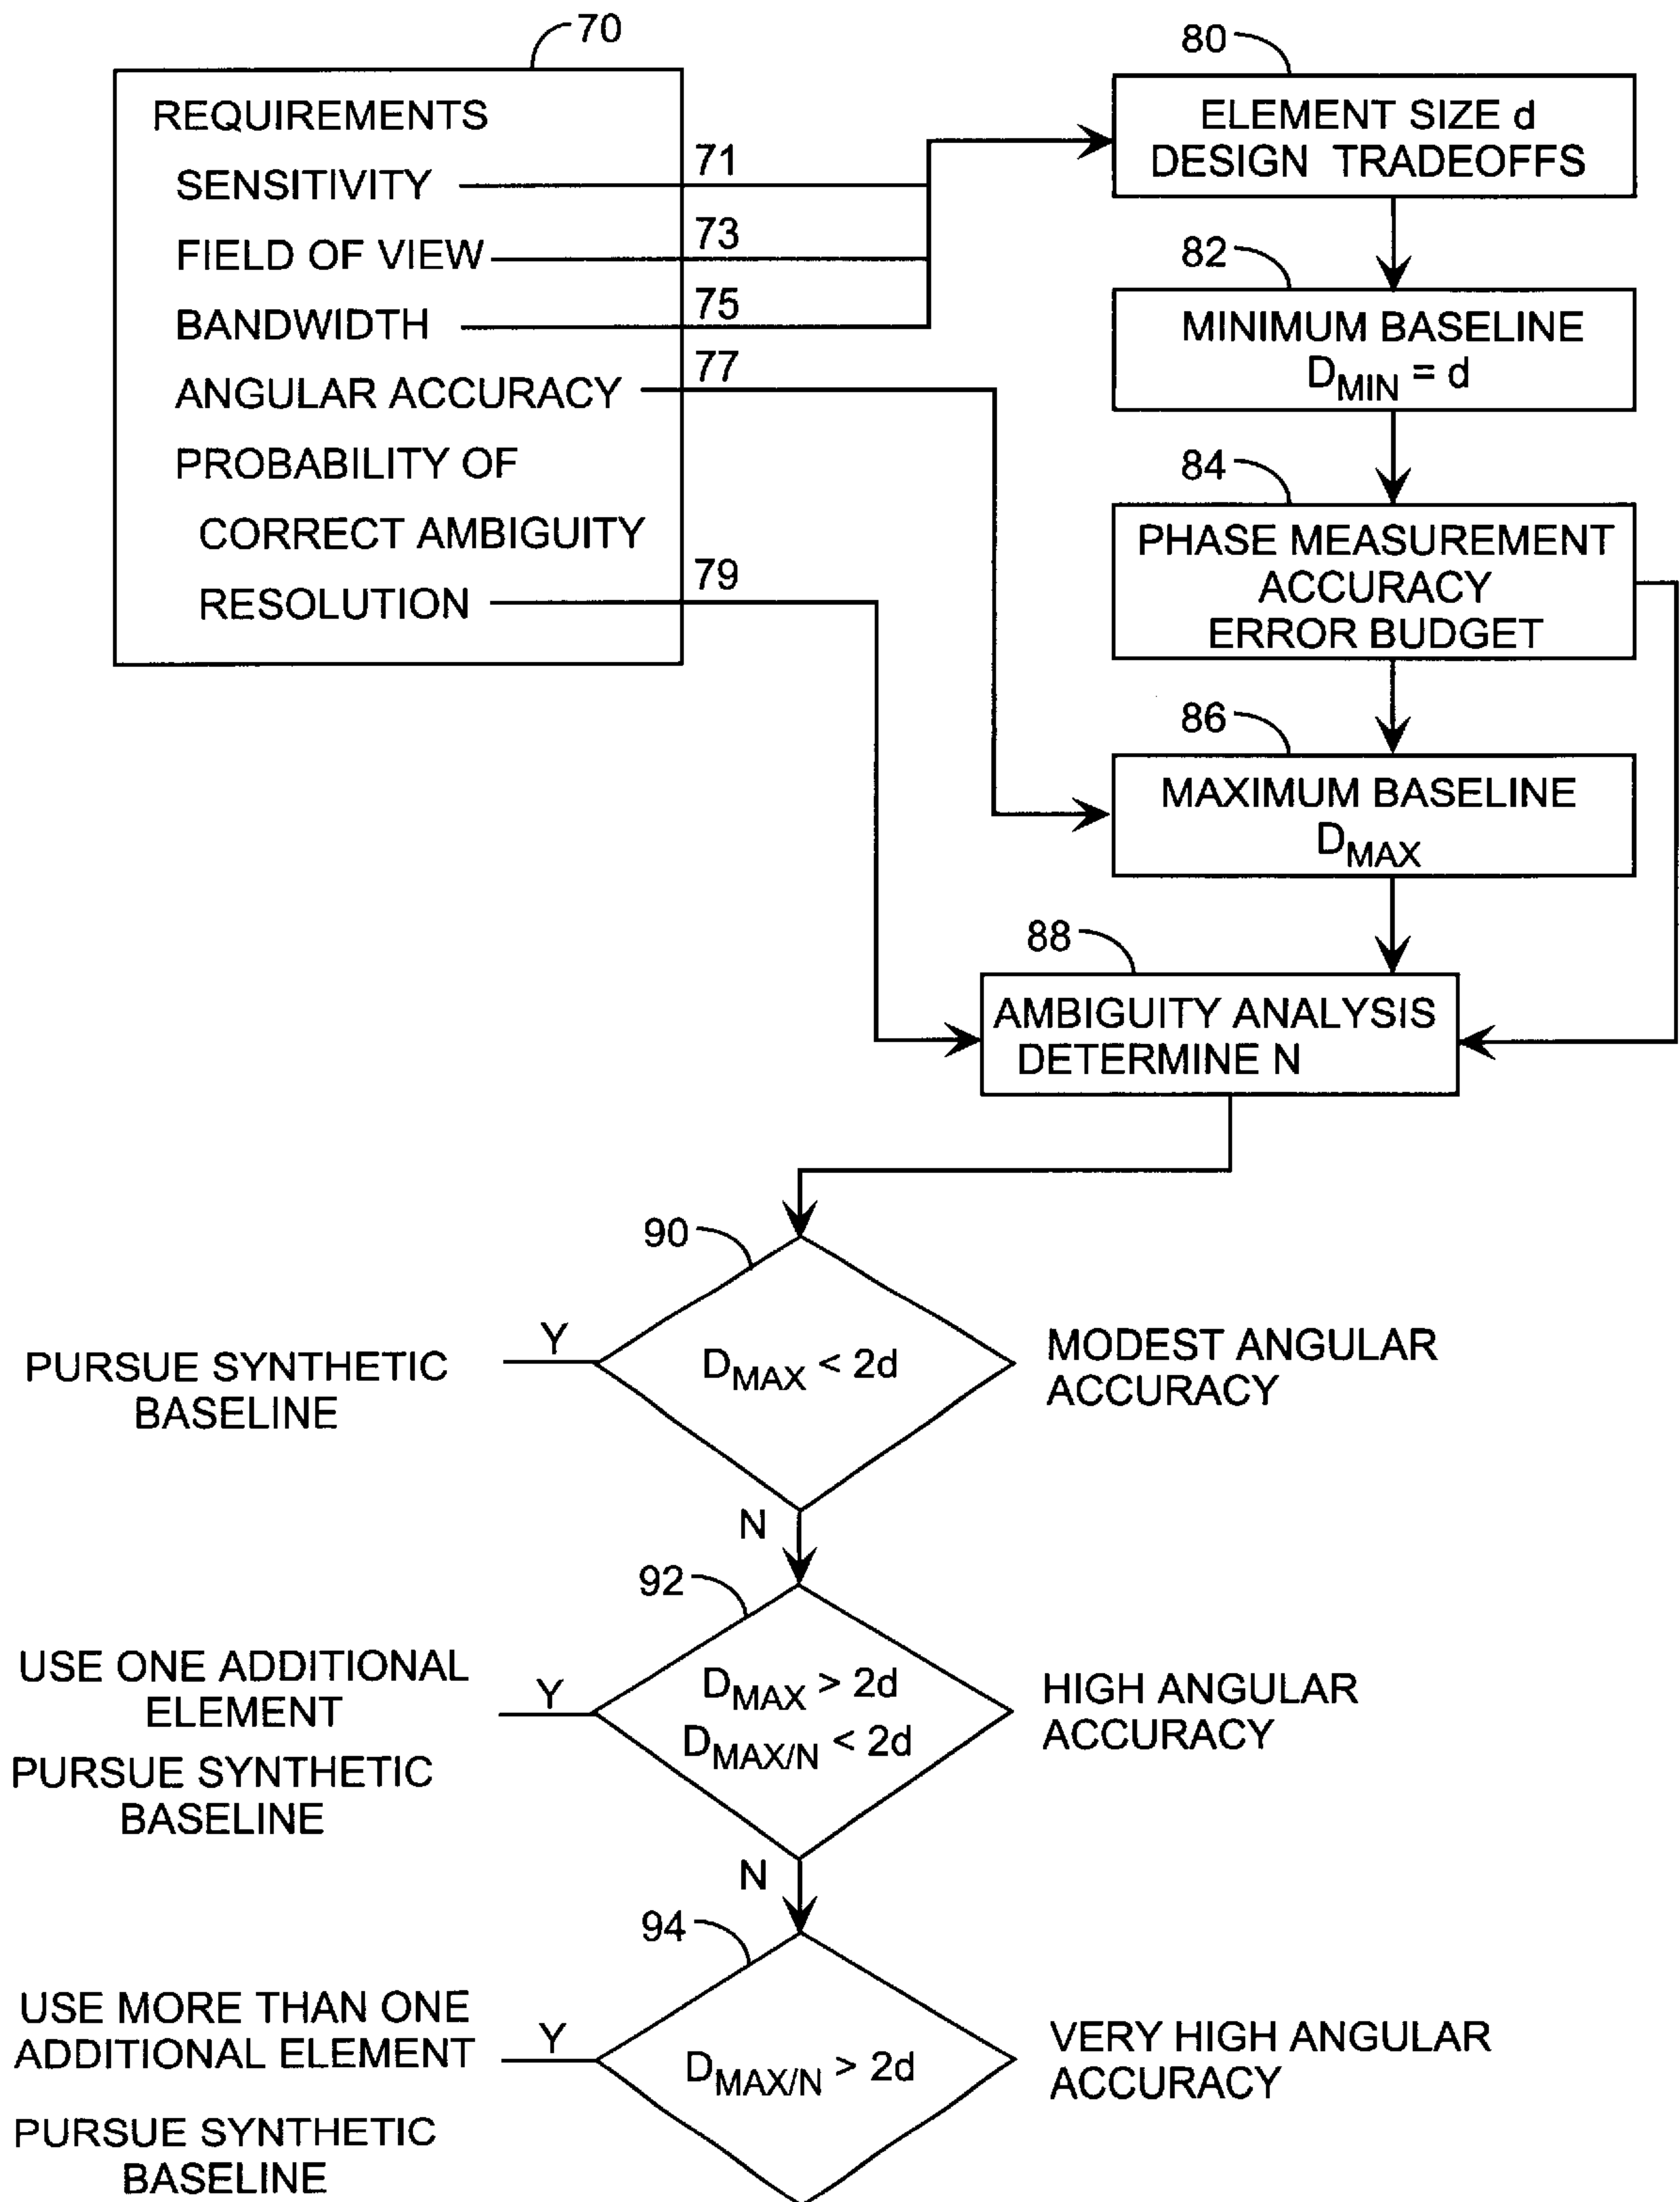 70
REQUIREMENTS
SENSITIVITY
71
FIELD OF VIEW
73
BANDWIDTH
75
ANGULAR ACCURACY
77
PROBABILITY OF
CORRECT AMBIGUITY
RESOLUTION
79
80
ELEMENT SIZE d
DESIGN TRADEOFFS
82
MINIMUM BASELINE
DMIN = d
84
PHASE MEASUREMENT
ACCURACY
ERROR BUDGET
86
MAXIMUM BASELINE
DMAX
88
AMBIGUITY ANALYSIS
DETERMINE N
90
Y
PURSUE SYNTHETIC
BASELINE
DMAX < 2d
MODEST ANGULAR
ACCURACY
N
92
USE ONE ADDITIONAL
ELEMENT
Y
PURSUE SYNTHETIC
BASELINE
DMAX > 2d
DMAX/N < 2d
HIGH ANGULAR
ACCURACY
N
94
USE MORE THAN ONE
ADDITIONAL ELEMENT
Y
PURSUE SYNTHETIC
BASELINE
DMAX/N > 2d
VERY HIGH ANGULAR
ACCURACY